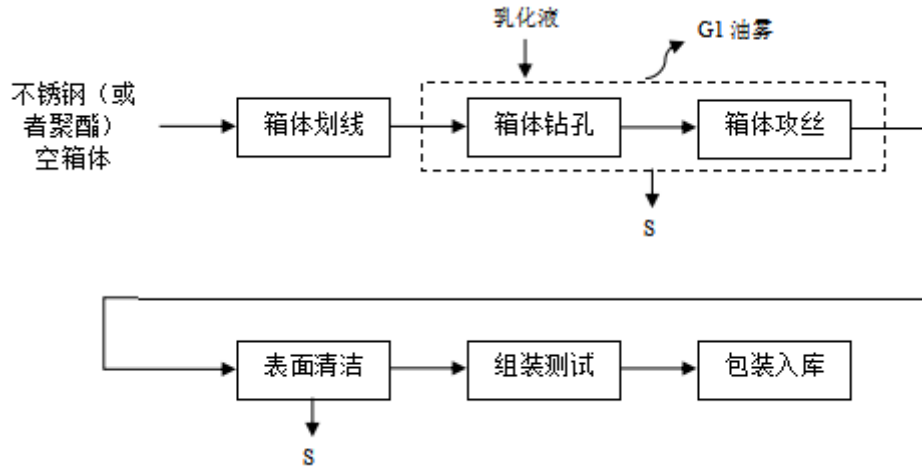 乳化液
G1 油雾
不锈钢（或
者聚酯）
空箱体
箱体划线
箱体钻孔
箱体攻丝
S
表面清洁
组装测试
包装入库
S